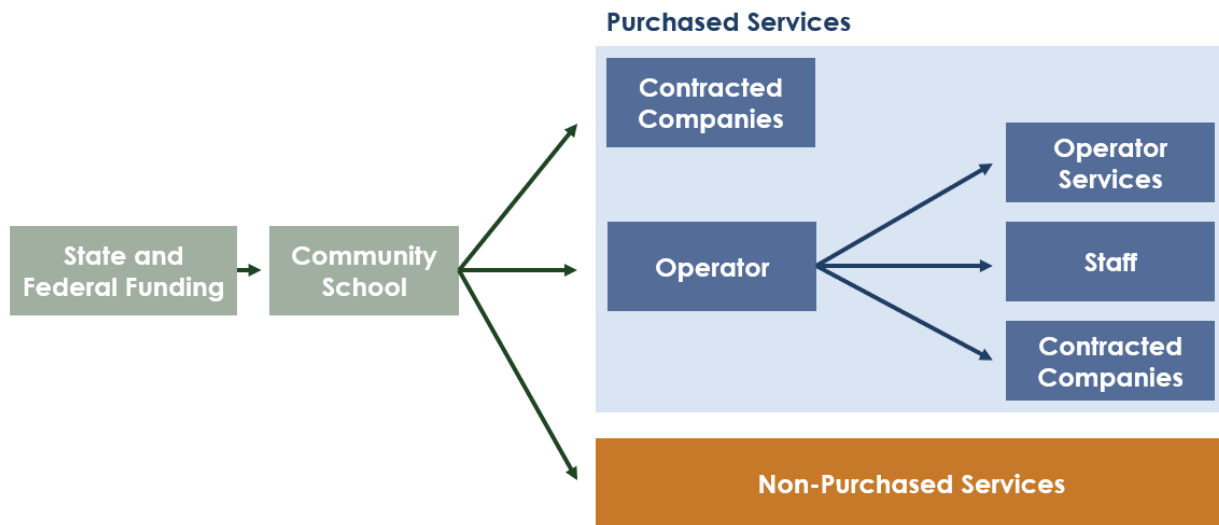 Purchased Services
Contracted
Companies
Operator
Services
State and
Federal Funding
Community
School
Operator
Staff
Contracted
Companies
Non-Purchased Services